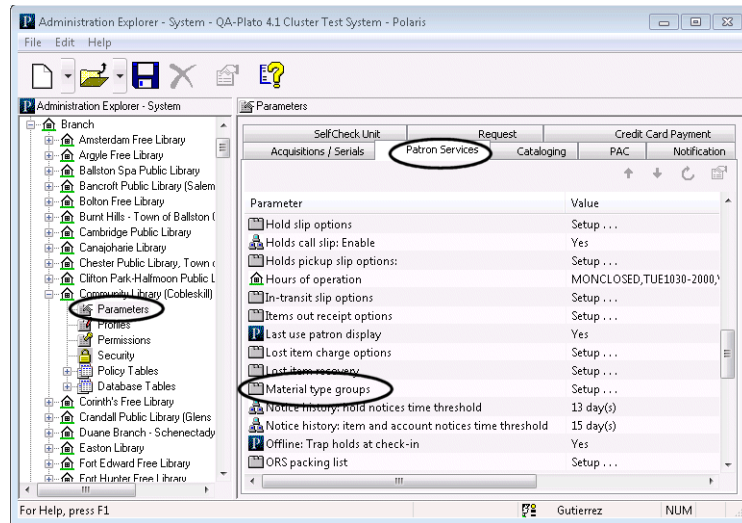 Administration Explorer - System - QA-Plato 4.1 Cluster Test System - Polaris
File Edit Help
Administration Explorer - System
Branch
Amsterdam Free Library
Argyle Free Library
Ballston Spa Public Library
Bancroft Public Library (Salem
Bolton Free Library
Burnt Hills - Town of Ballston
Cambridge Public Library
Canajoharie Library
Chester Public Library, Town
Clifton Park-Halfmoon Public L
Community Library (Cobleskill)
Parameters
Profiles
Permissions
Security
Policy Tables
Database Tables
Corinth's Free Library
Crandall Public Library (Glens
Duane Branch - Schenectady
Easton Library
Fort Edward Free Library
Fort Hunter Free Library
Parameters
SelfCheck Unit Request Credit Card Payment
Acquisitions / Serials Patron Services Cataloging PAC Notification
Parameter Value
Hold slip options Setup . . .
Holds call slip: Enable Yes
Holds pickup slip options: Setup . . .
Hours of operation MONCLOSED,TUE1030-2000,
In-transit slip options Setup . . .
Items out receipt options Setup . . .
Last use patron display Yes
Lost item charge options Setup . . .
Lost item recovery Setup . . .
Material type groups Setup . . .
Notice history: hold notices time threshold 13 day(s)
Notice history: item and account notices time threshold 15 day(s)
Offline: Trap holds at check-in Yes
ORS packing list Setup . . .
For Help, press F1 Gutierrez NUM